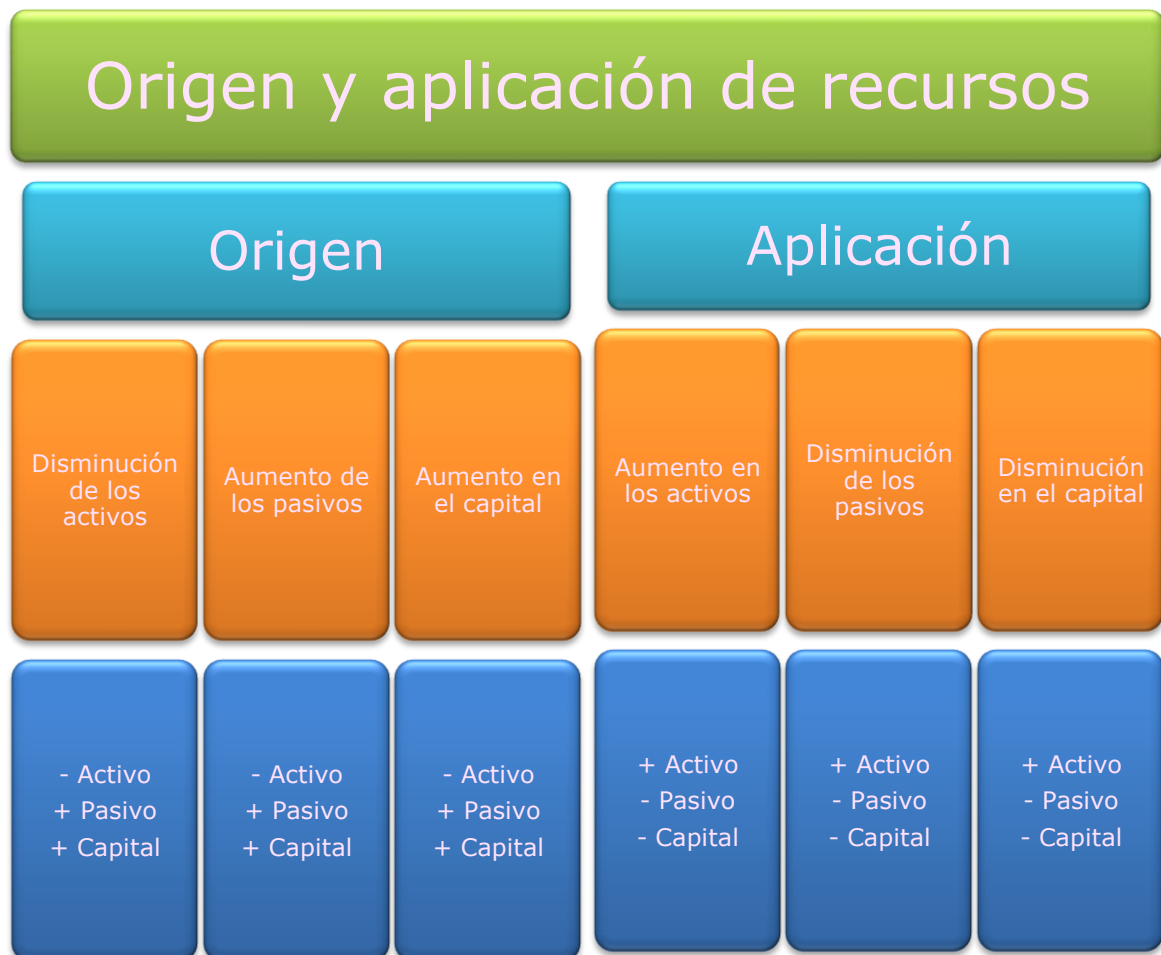 Origen y aplicación de recursos
Origen
Disminución
de los
activos
- Activo
+ Pasivo
+ Capital
Aumento de
los pasivos
- Activo
+ Pasivo
+ Capital
Aumento en
el capital
- Activo
+ Pasivo
+ Capital
Aplicación
Aumento en
los activos
+ Activo
- Pasivo
- Capital
Disminución
de los
pasivos
+ Activo
- Pasivo
- Capital
Disminución
en el capital
+ Activo
- Pasivo
- Capital